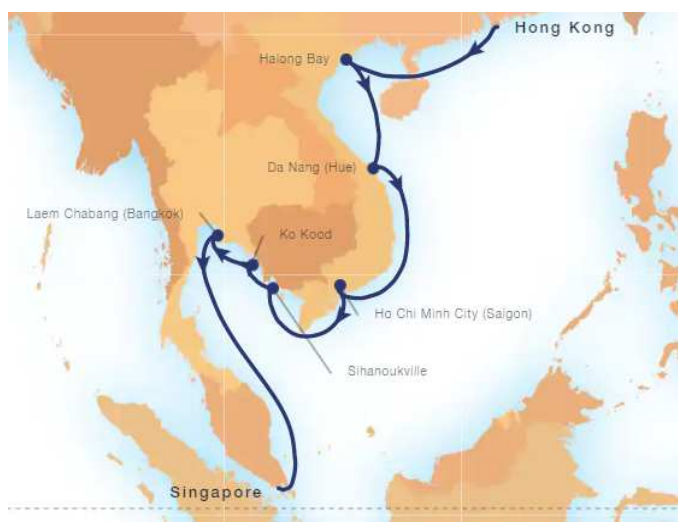 Hong Kong
Halong Bay
Da Nang (Hue)
Laem Chabang (Bangkok)
Ko Kood
Ho Chi Minh City (Saigon)
Sihanoukville
Singapore